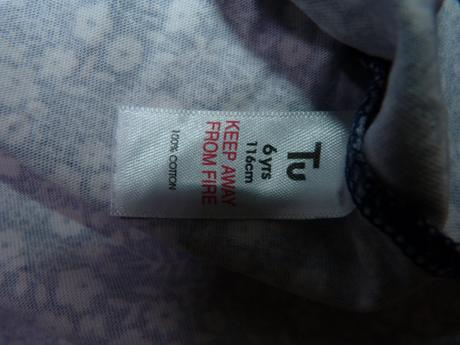 Tu
6 yrs
116cm
KEEP AWAY
FROM FIRE
100% COTTON